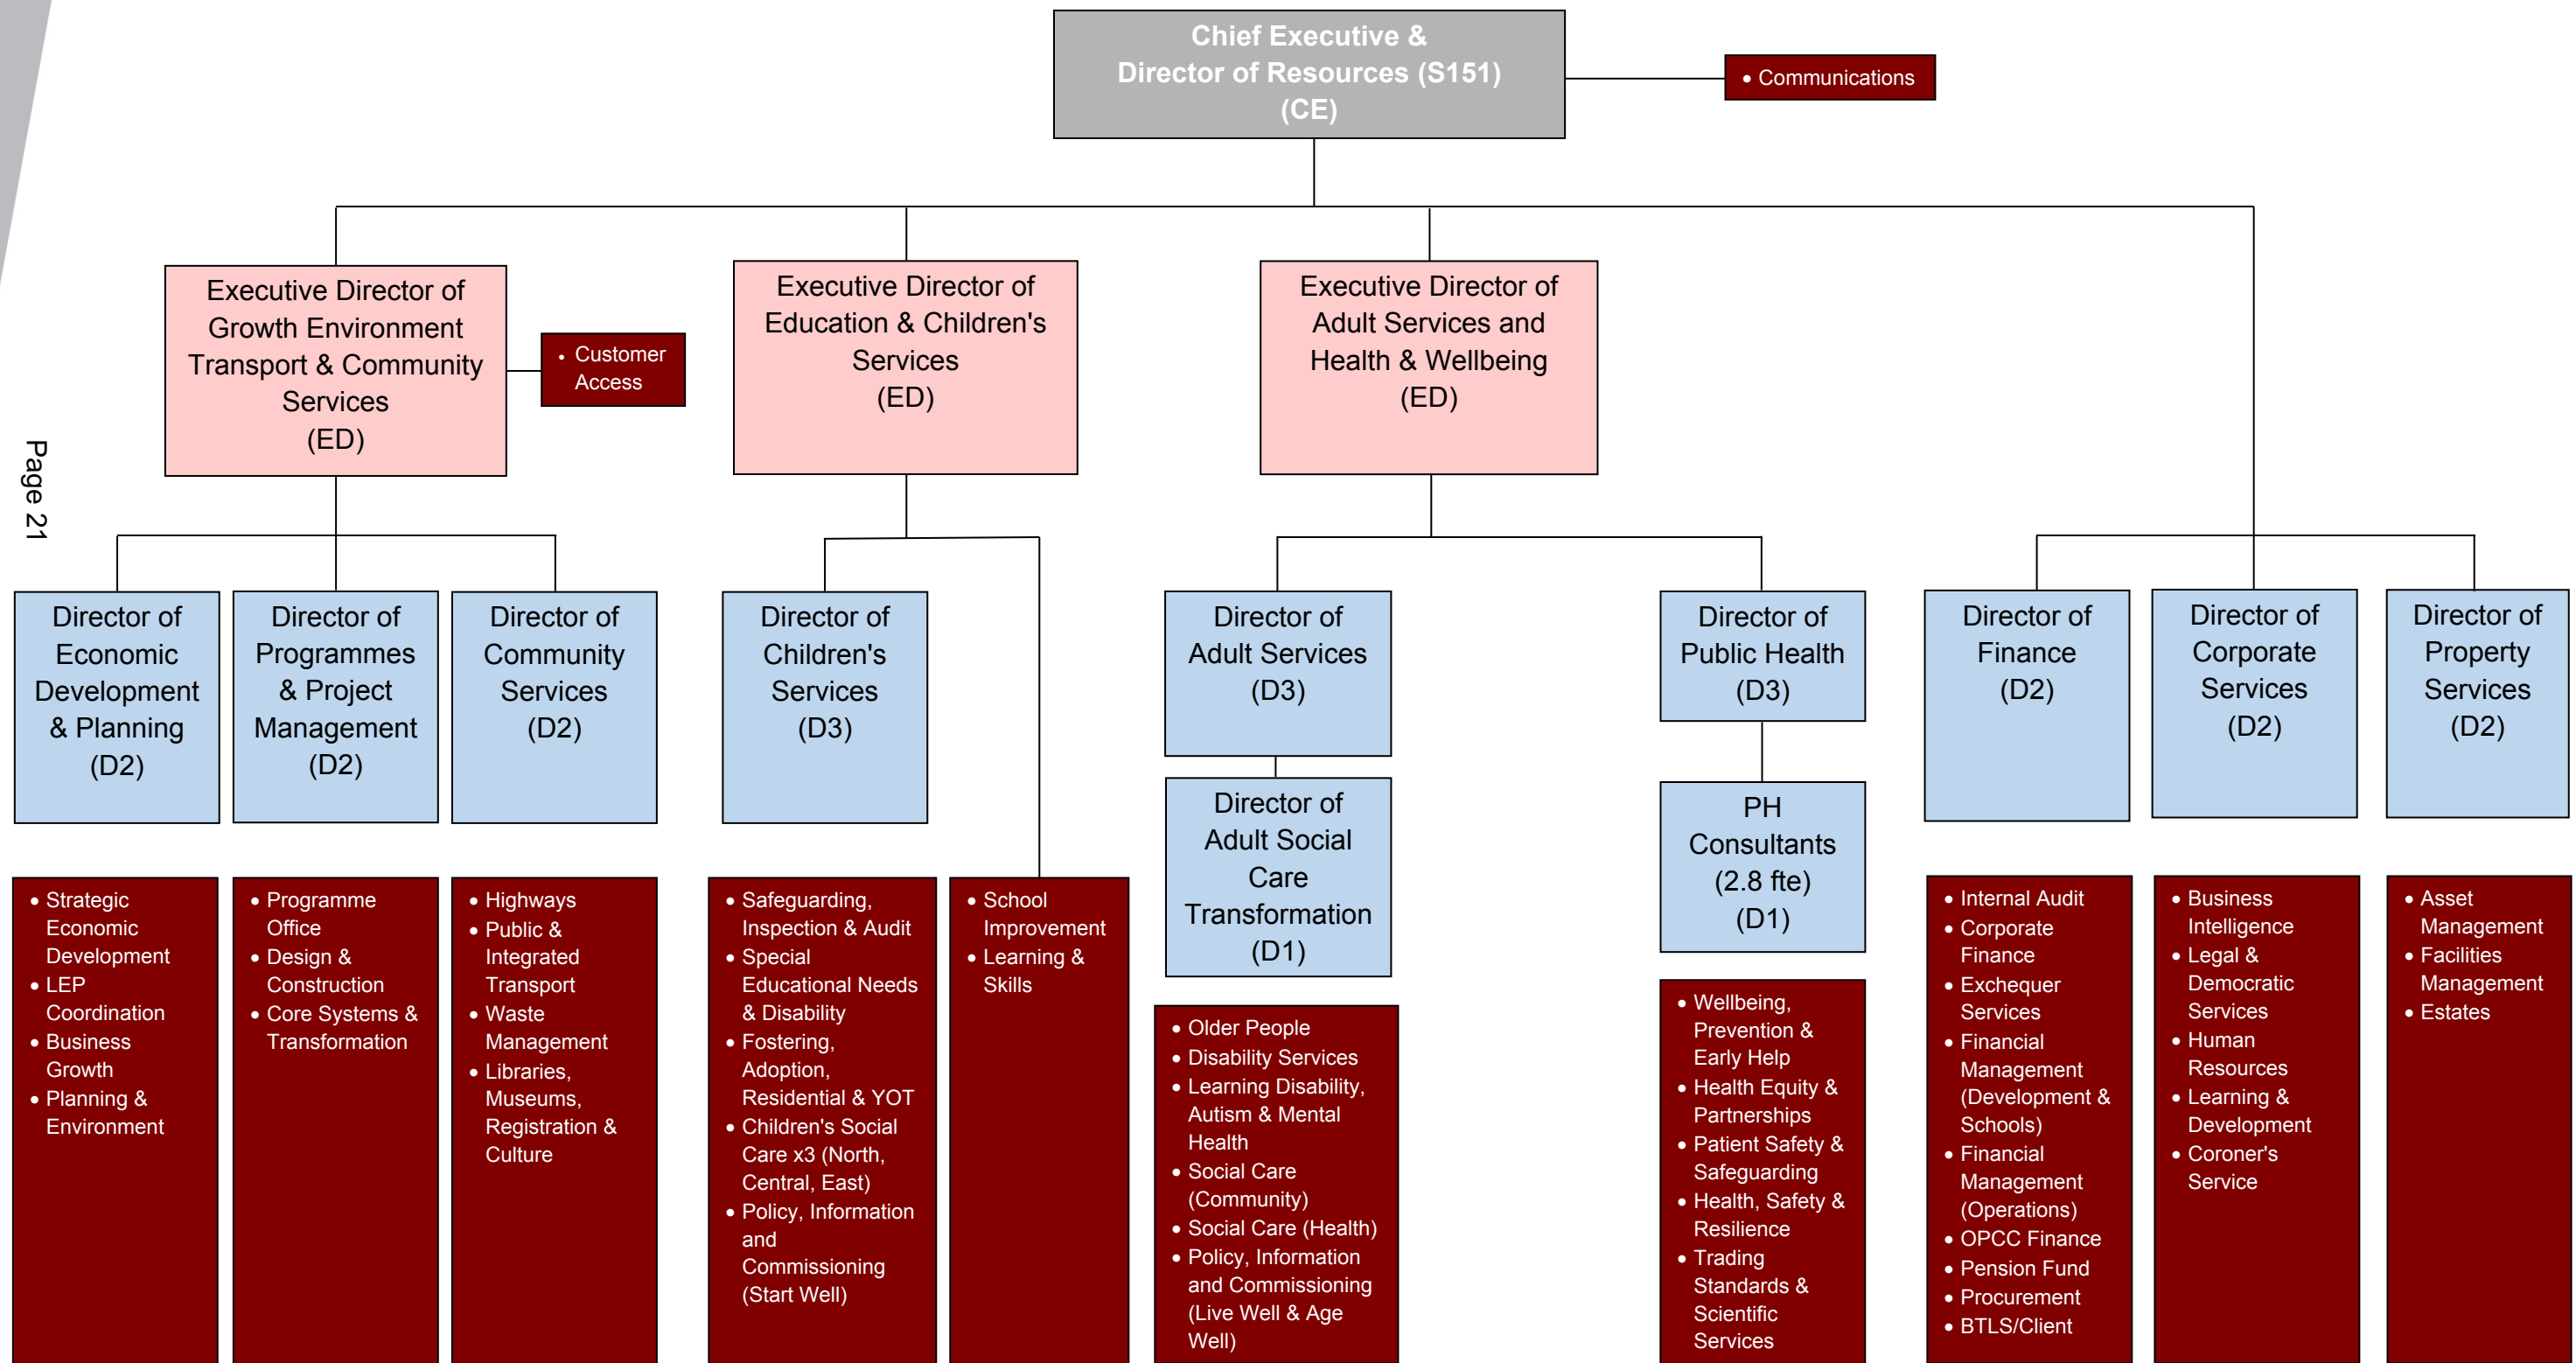 Chief Executive &
Director of Resources (S151)
(CE)
• Communications
Executive Director of
Growth Environment
Transport & Community
Services
(ED)
• Customer
Access
Executive Director of
Education & Children's
Services
(ED)
Executive Director of
Adult Services and
Health & Wellbeing
(ED)
Page 21
Director of
Economic
Development
& Planning
(D2)
Director of
Programmes
& Project
Management
(D2)
Director of
Community
Services
(D2)
Director of
Children's
Services
(D3)
Director of
Adult Services
(D3)
Director of
Adult Social
Care
Transformation
(D1)
Director of
Public Health
(D3)
PH
Consultants
(2.8 fte)
(D1)
Director of
Finance
(D2)
Director of
Corporate
Services
(D2)
Director of
Property
Services
(D2)
• Strategic
Economic
Development
• LEP
Coordination
• Business
Growth
• Planning &
Environment
• Programme
Office
• Design &
Construction
• Core Systems &
Transformation
• Highways
• Public &
Integrated
Transport
• Waste
Management
• Libraries,
Museums,
Registration &
Culture
• Safeguarding,
Inspection & Audit
• Special
Educational Needs
& Disability
• Fostering,
Adoption,
Residential & YOT
• Children's Social
Care x3 (North,
Central, East)
• Policy, Information
and
Commissioning
(Start Well)
• School
Improvement
• Learning &
Skills
• Older People
• Disability Services
• Learning Disability,
Autism & Mental
Health
• Social Care
(Community)
• Social Care (Health)
• Policy, Information
and Commissioning
(Live Well & Age
Well)
• Wellbeing,
Prevention &
Early Help
• Health Equity &
Partnerships
• Patient Safety &
Safeguarding
• Health, Safety &
Resilience
• Trading
Standards &
Scientific
Services
• Internal Audit
• Corporate
Finance
• Exchequer
Services
• Financial
Management
(Development &
Schools)
• Financial
Management
(Operations)
• OPCC Finance
• Pension Fund
• Procurement
• BTLS/Client
• Business
Intelligence
• Legal &
Democratic
Services
• Human
Resources
• Learning &
Development
• Coroner's
Service
• Asset
Management
• Facilities
Management
• Estates